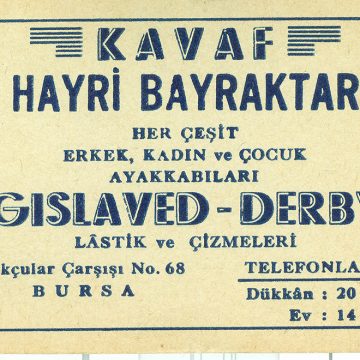 KAVAF
HAYRİ BAYRAKTAR
HER ÇEŞİT
ERKEK, KADIN ve ÇOCUK
AYAKKABILARI
GISLAVED - DERBY
LÂSTİK ve ÇİZMELERİ
kçular Çarşışı No. 68
BURSA
TELEFONLA
Dükkân : 20
Ev : 14